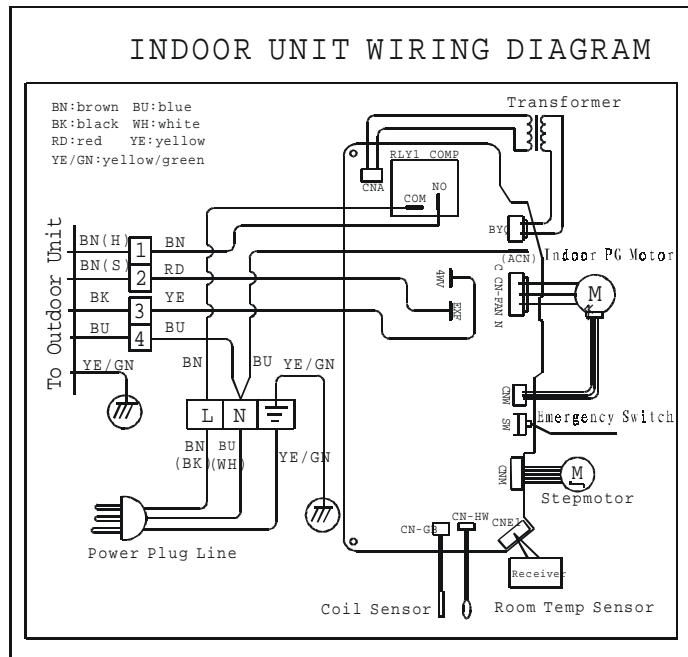 INDOOR UNIT WIRING DIAGRAM
BN:brown BU:blue
BK:black WH:white
RD:red YE:yellow
YE/GN:yellow/green
Transformer
RLY1 COMP
CNA
COM
NO
To Outdoor Unit
BN(H)
1
BN
BN(S)
2
RD
BK
3
YE
BU
4
BU
YE/GN
4WV
EXF
(ACN)
Indoor PG Motor
C CN-FAN N
M
BN
BU
YE/GN
L
N
CNW
SW
Emergency Switch
BN
(BK)
BU
(WH)
YE/GN
CNM
M
Stepmotor
Power Plug Line
CN-GB
CN-HW
CNE1
Receiver
Coil Sensor
Room Temp Sensor